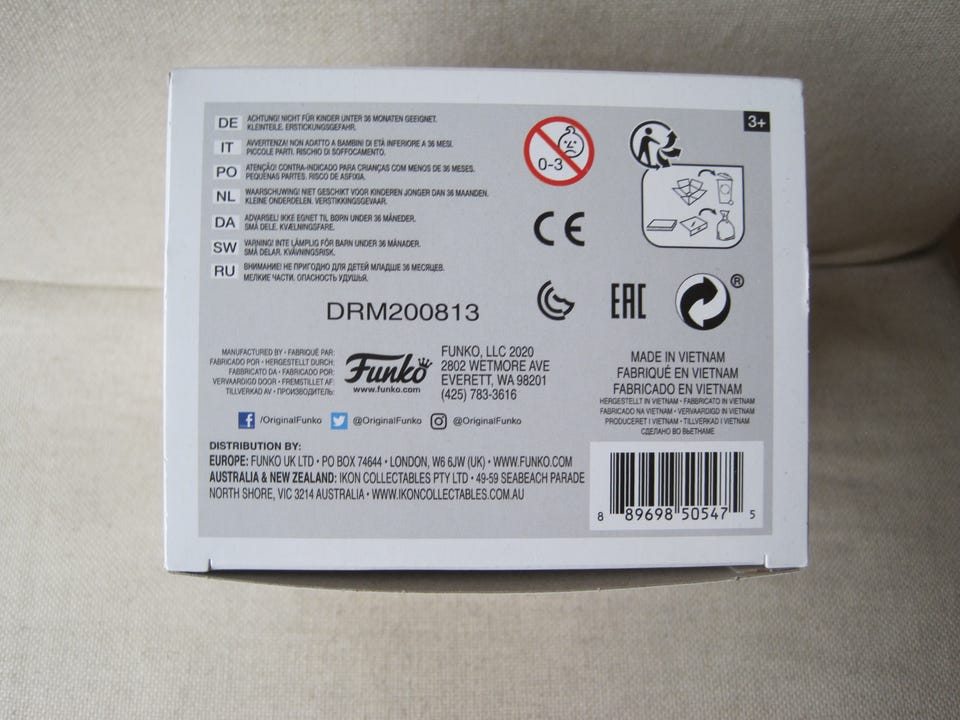 3+
DE ACHTUNG! NICHT FÜR KINDER UNTER 36 MONATEN GEEIGNET.
KLEINTEILE. ERSTICKUNGSGEFAHR.
IT AVVERTENZA! NON ADATTO A BAMBINI DI ETÀ INFERIORE A 36 MESI.
PICCOLE PARTI. RISCHIO DI SOFFOCAMENTO.
PO ATENÇÃO! CONTRA-INDICADO PARA CRIANÇAS COM MENOS DE 36 MESES.
PEQUENAS PARTES. RISCO DE ASFIXIA.
NL WAARSCHUWING! NIET GESCHIKT VOOR KINDEREN JONGER DAN 36 MAANDEN.
KLEINE ONDERDELEN. VERSTIKKINGSGEVAAR.
DA ADVARSEL! IKKE EGNET TIL BØRN UNDER 36 MÅNEDER.
SMÅ DELE. KVÆLNINGSFARE.
SW VARNING! INTE LÄMPLIG FÖR BARN UNDER 36 MÅNADER.
SMÅ DELAR. KVÄVNINGSRISK.
RU ВНИМАНИЕ! НЕ ПРИГОДНО ДЛЯ ДЕТЕЙ МЛАДШЕ 36 МЕСЯЦЕВ.
МЕЛКИЕ ЧАСТИ. ОПАСНОСТЬ УДУШЬЯ.
0-3
CE
EAC
®
DRM200813
MANUFACTURED BY • FABRIQUÉ PAR:
FABRICADO POR • HERGESTELLT DURCH:
FABBRICATO DA • FABRICADO POR:
VERVAARDIGD DOOR • FREMSTILLET AF:
TILLVERKAD AV • ПРОИЗВОДИТЕЛЬ:
Funko
www.funko.com
FUNKO, LLC 2020
2802 WETMORE AVE
EVERETT, WA 98201
(425) 783-3616
f /OriginalFunko @OriginalFunko @OriginalFunko
MADE IN VIETNAM
FABRIQUÉ EN VIETNAM
FABRICADO EN VIETNAM
HERGESTELLT IN VIETNAM • FABBRICATO IN VIETNAM
FABRICADO NA VIETNAM • VERVAARDIGD IN VIETNAM
PRODUCERET I VIETNAM • TILLVERKAD I VIETNAM
СДЕЛАНО ВО ВЬЕТНАМЕ
DISTRIBUTION BY:
EUROPE: FUNKO UK LTD • PO BOX 74644 • LONDON, W6 6JW (UK) • WWW.FUNKO.COM
AUSTRALIA & NEW ZEALAND: IKON COLLECTABLES PTY LTD • 49-59 SEABEACH PARADE
NORTH SHORE, VIC 3214 AUSTRALIA • WWW.IKONCOLLECTABLES.COM.AU
8 89698 50547 5